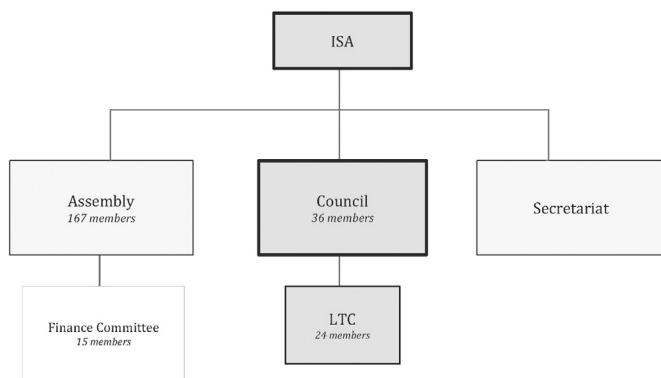 ISA
Assembly
167 members
Council
36 members
Secretariat
Finance Committee
15 members
LTC
24 members